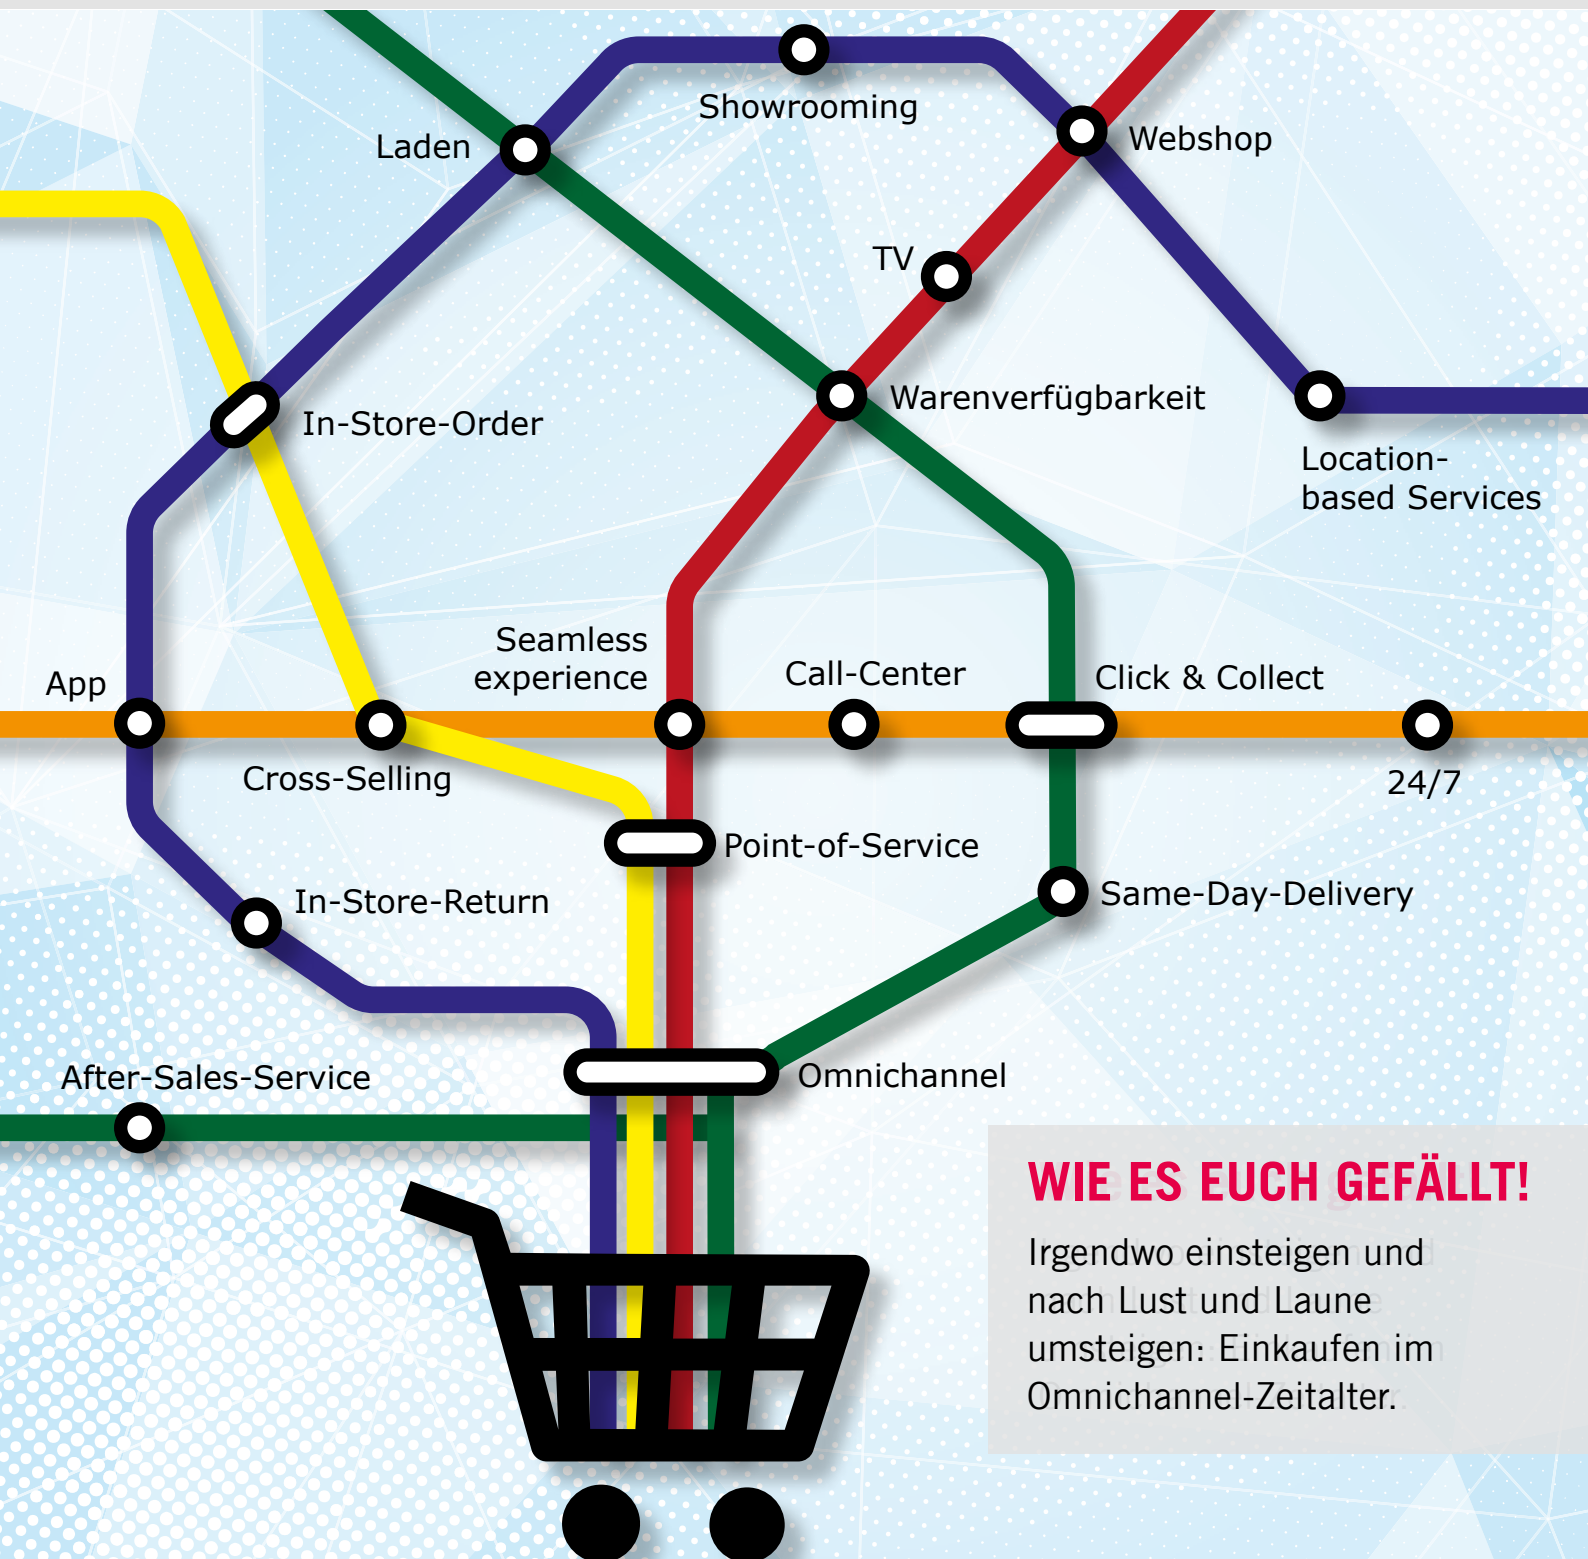 Showrooming
Laden
Webshop
TV
Warenverfügbarkeit
In-Store-Order
Location-
based Services
Seamless
experience
App
Call-Center
Click & Collect
Cross-Selling
24/7
Point-of-Service
In-Store-Return
Same-Day-Delivery
After-Sales-Service
Omnichannel
WIE ES EUCH GEFÄLLT!
Irgendwo einsteigen und
nach Lust und Laune
umsteigen: Einkaufen im
Omnichannel-Zeitalter.